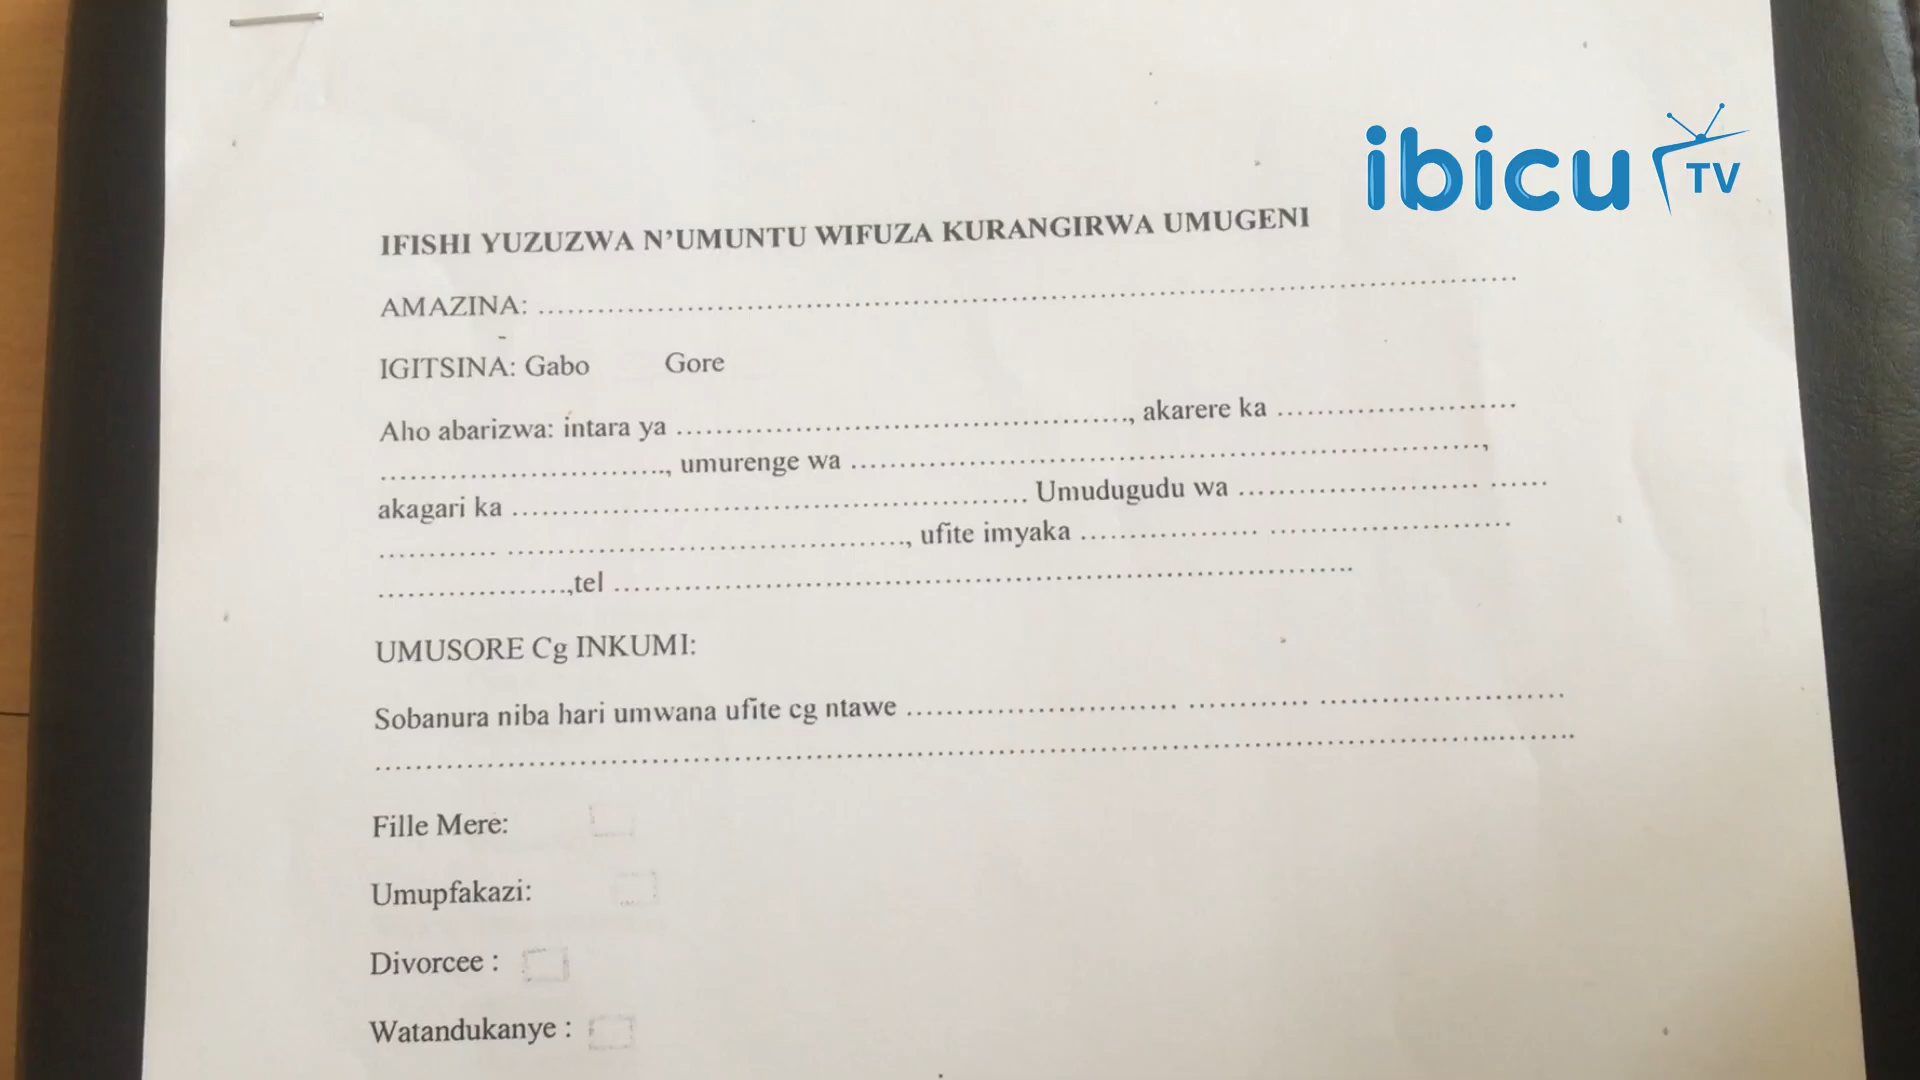 ibicu TV
IFISHI YUZUZWA N'UMUNTU WIFUZA KURANGIRWA UMUGENI
AMAZINA: ........................................................................
IGITSINA: Gabo Gore
Aho abarizwa: intara ya ........................................, akarere ka ........................
............................, umurenge wa ............................................................,
akagari ka ........................................ Umudugudu wa ........................ ......
............ ........................................, ufite imyaka .................. ........................
...................,tel ........................................................................
UMUSORE Cg INKUMI:
Sobanura niba hari umwana ufite cg ntawe ........................... ............ ........................
........................................................................................................................
Fille Mere:
Umupfakazi:
Divorcee :
Watandukanye :